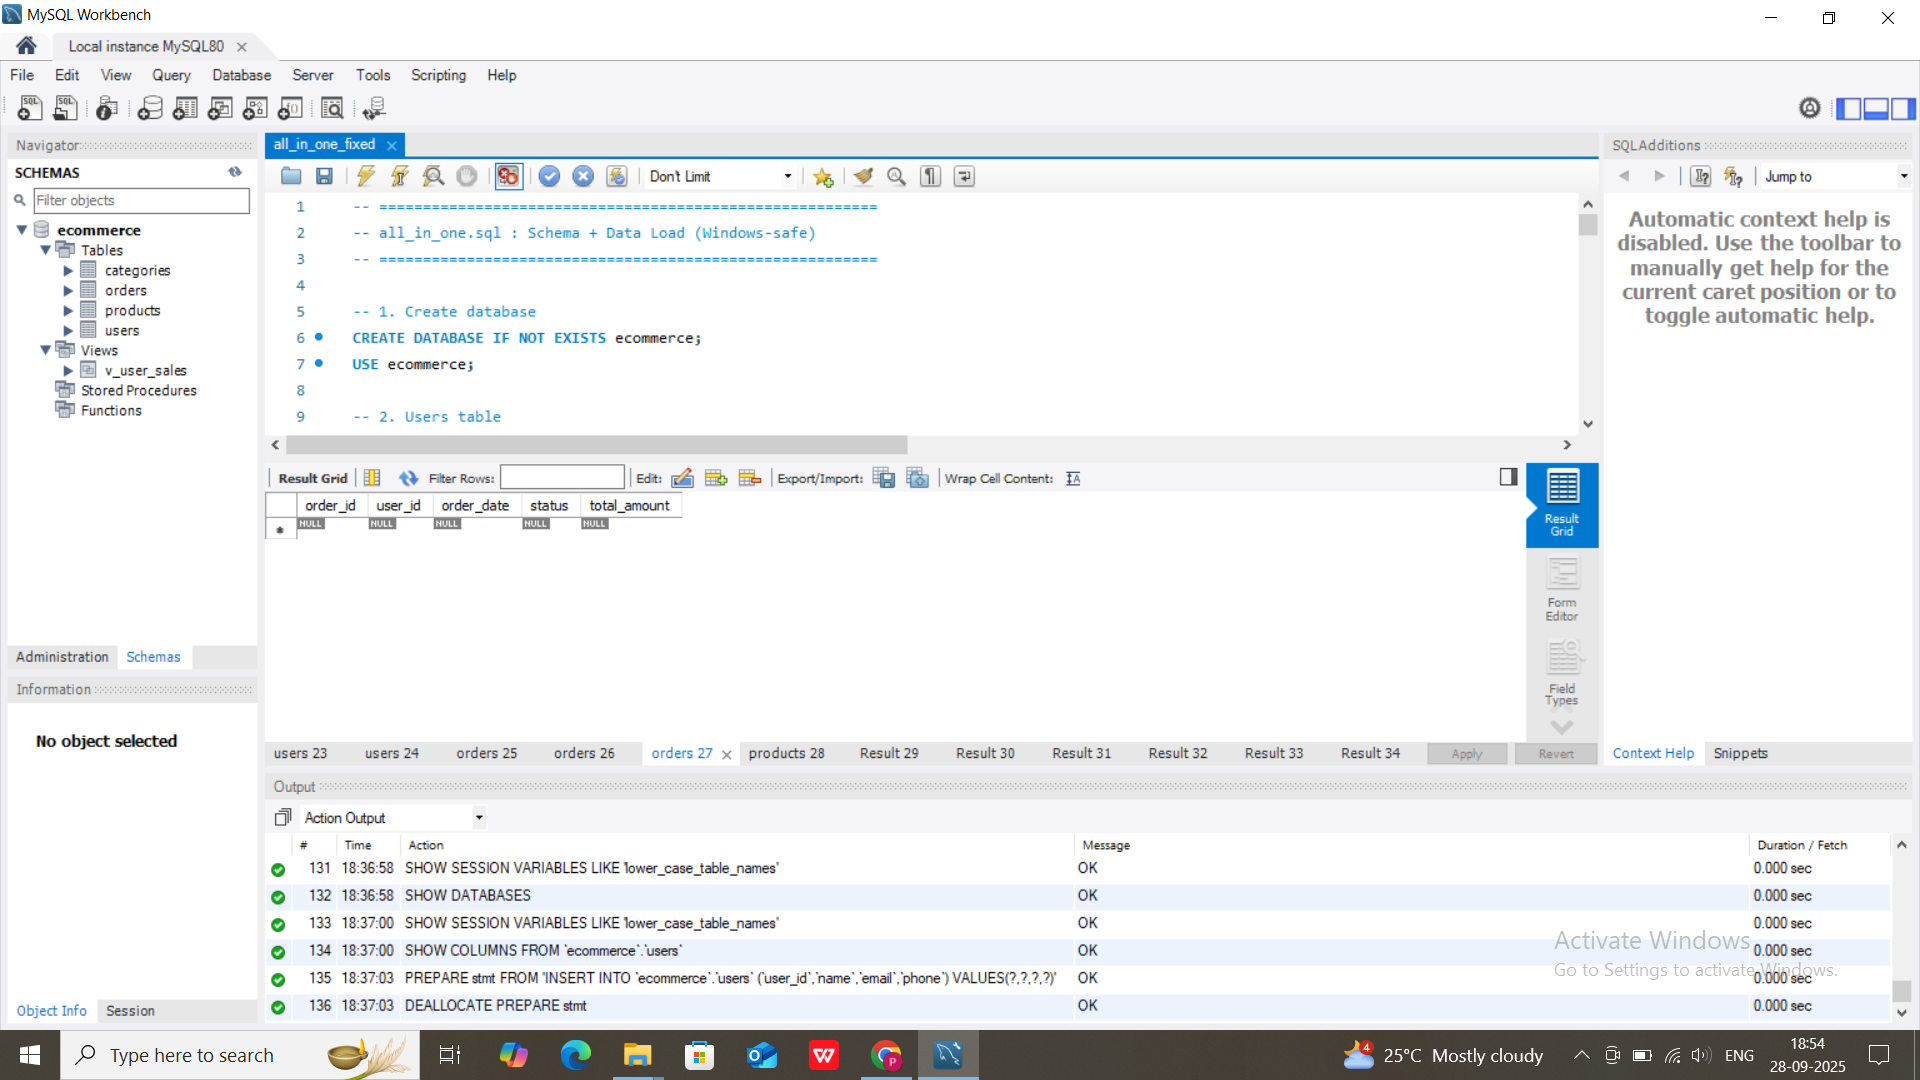 MySQL Workbench
Local instance MySQL80
File Edit View Query Database Server Tools Scripting Help
Navigator
SCHEMAS
Filter objects
ecommerce
Tables
categories
orders
products
users
Views
v_user_sales
Stored Procedures
Functions
Administration Schemas
Information
No object selected
Object Info Session
all_in_one_fixed
Don't Limit
1 -- ========================================================
2 -- all_in_one.sql : Schema + Data Load (Windows-safe)
3 -- ========================================================
4
5 -- 1. Create database
6 CREATE DATABASE IF NOT EXISTS ecommerce;
7 USE ecommerce;
8
9 -- 2. Users table
Result Grid Filter Rows: Edit: Export/Import: Wrap Cell Content:
order_id user_id order_date status total_amount
NULL NULL NULL NULL NULL
Result Grid
Form Editor
Field Types
users 23 users 24 orders 25 orders 26 orders 27 products 28 Result 29 Result 30 Result 31 Result 32 Result 33 Result 34 Apply Revert
SQLAdditions
Jump to
Automatic context help is
disabled. Use the toolbar to
manually get help for the
current caret position or to
toggle automatic help.
Context Help Snippets
Output
Action Output
# Time Action Message Duration / Fetch
131 18:36:58 SHOW SESSION VARIABLES LIKE 'lower_case_table_names' OK 0.000 sec
132 18:36:58 SHOW DATABASES OK 0.000 sec
133 18:37:00 SHOW SESSION VARIABLES LIKE 'lower_case_table_names' OK 0.000 sec
134 18:37:00 SHOW COLUMNS FROM `ecommerce`.`users` OK 0.000 sec
135 18:37:03 PREPARE stmt FROM 'INSERT INTO `ecommerce`.`users` (`user_id`,`name`,`email`,`phone`) VALUES(?,?,?,?)' OK 0.000 sec
136 18:37:03 DEALLOCATE PREPARE stmt OK 0.000 sec
Activate Windows
Go to Settings to activate Windows.
Type here to search
4
25°C Mostly cloudy
ENG
18:54
28-09-2025